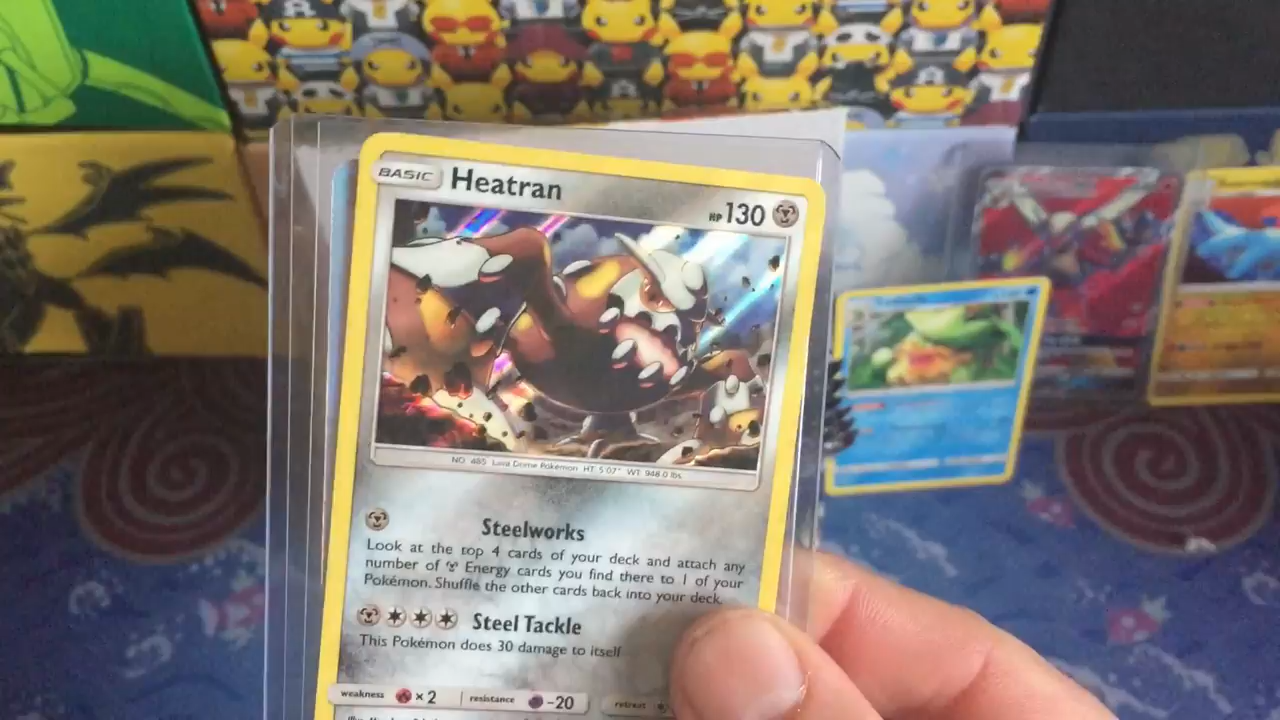 BASIC Heatran HP 130
NO. 485 Lava Dome Pokémon HT: 5'07" WT: 948.0 lbs.
Steelworks
Look at the top 4 cards of your deck and attach any
number of Energy cards you find there to 1 of your
Pokémon. Shuffle the other cards back into your deck.
Steel Tackle
This Pokémon does 30 damage to itself
weakness ×2 resistance -20 retreat